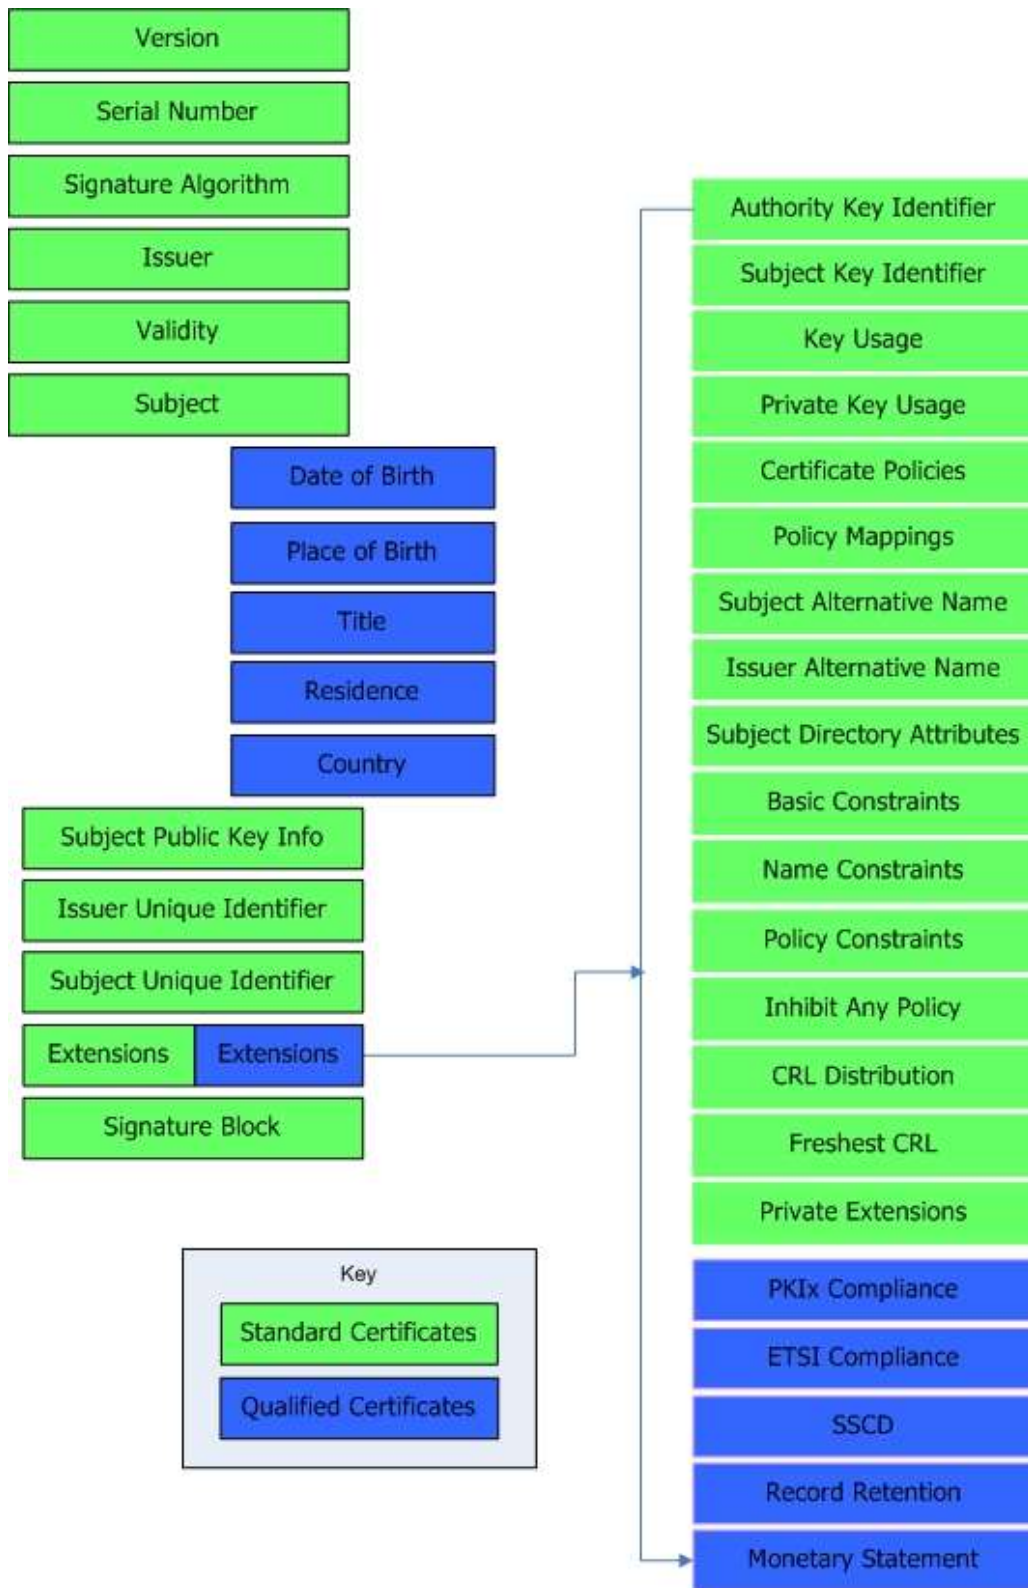 Version
Serial Number
Signature Algorithm
Issuer
Validity
Subject
Date of Birth
Place of Birth
Title
Residence
Country
Subject Public Key Info
Issuer Unique Identifier
Subject Unique Identifier
Extensions Extensions
Signature Block
Authority Key Identifier
Subject Key Identifier
Key Usage
Private Key Usage
Certificate Policies
Policy Mappings
Subject Alternative Name
Issuer Alternative Name
Subject Directory Attributes
Basic Constraints
Name Constraints
Policy Constraints
Inhibit Any Policy
CRL Distribution
Freshest CRL
Private Extensions
PKIx Compliance
ETSI Compliance
SSCD
Record Retention
Monetary Statement
Key
Standard Certificates
Qualified Certificates